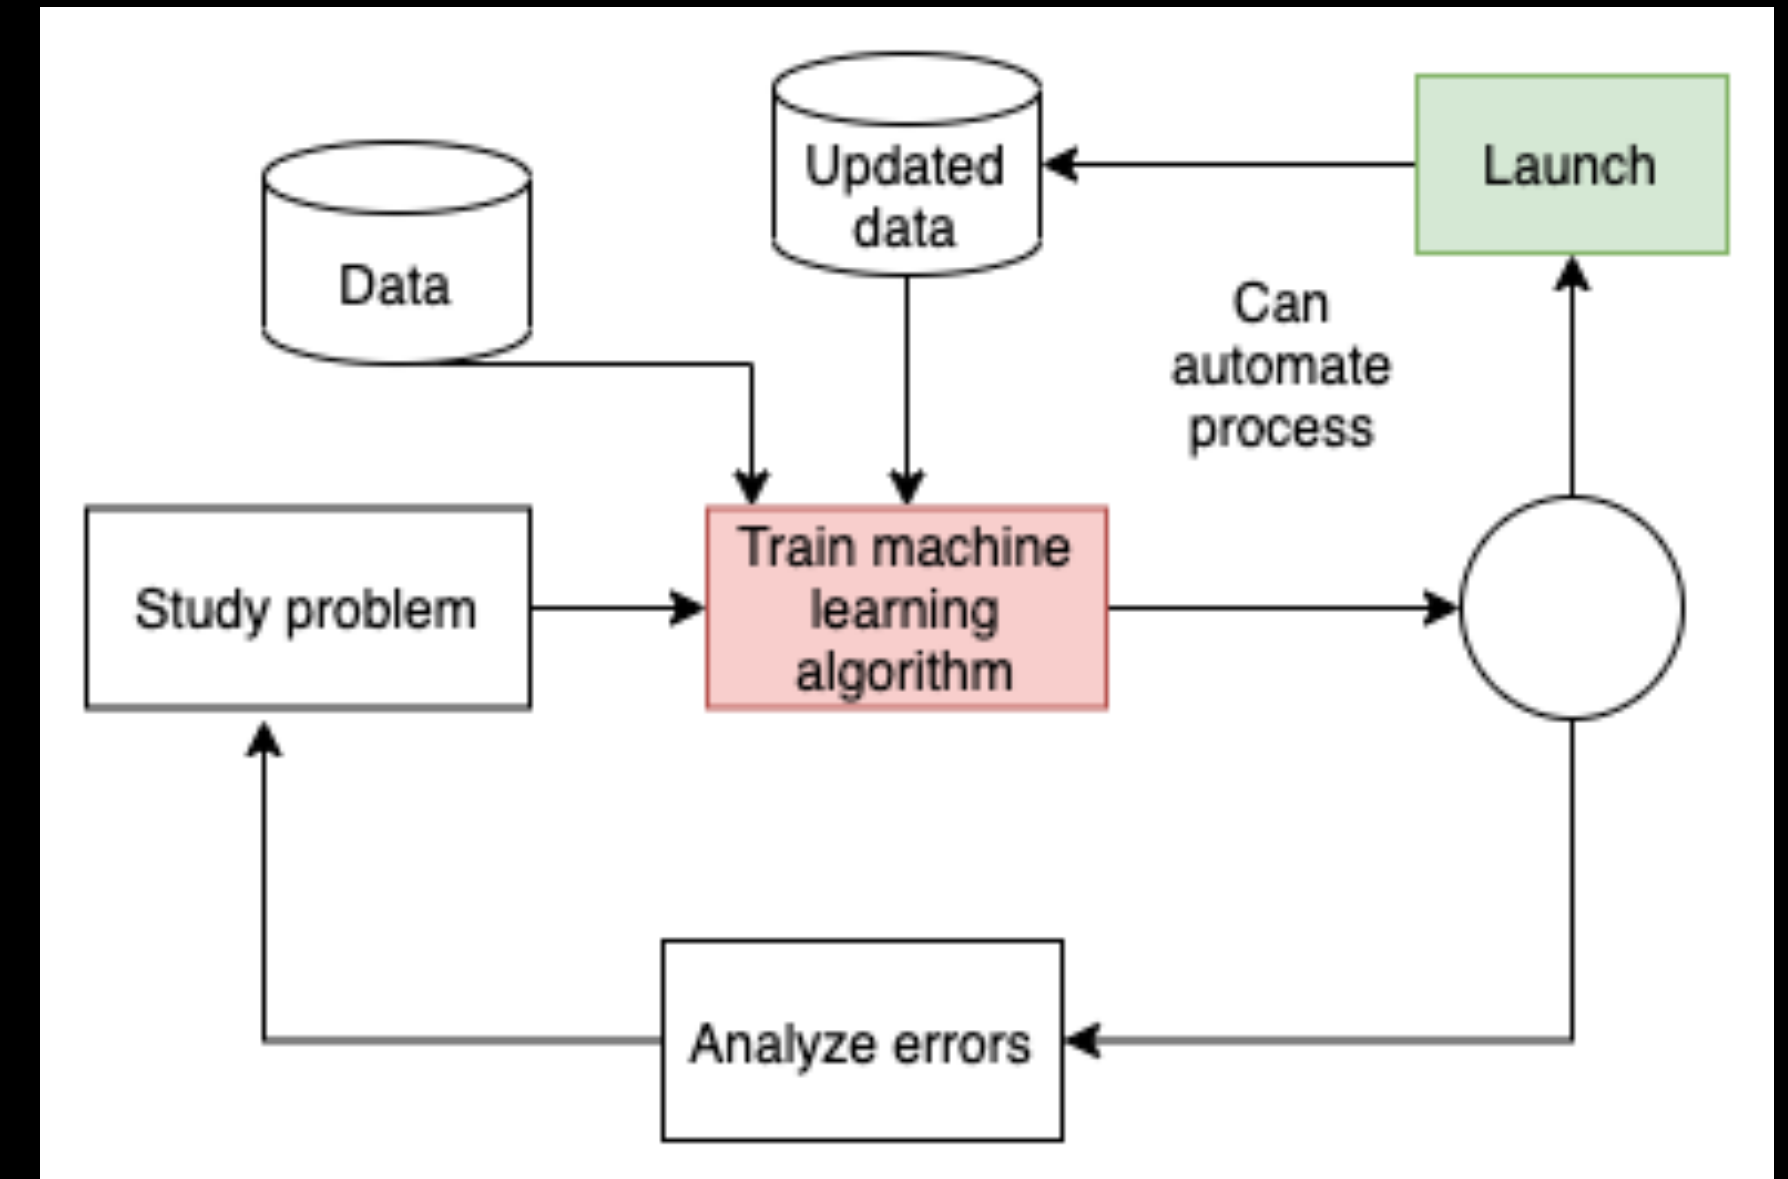 Updated
data
Launch
Data
Can
automate
process
Study problem
Train machine
learning
algorithm
Analyze errors